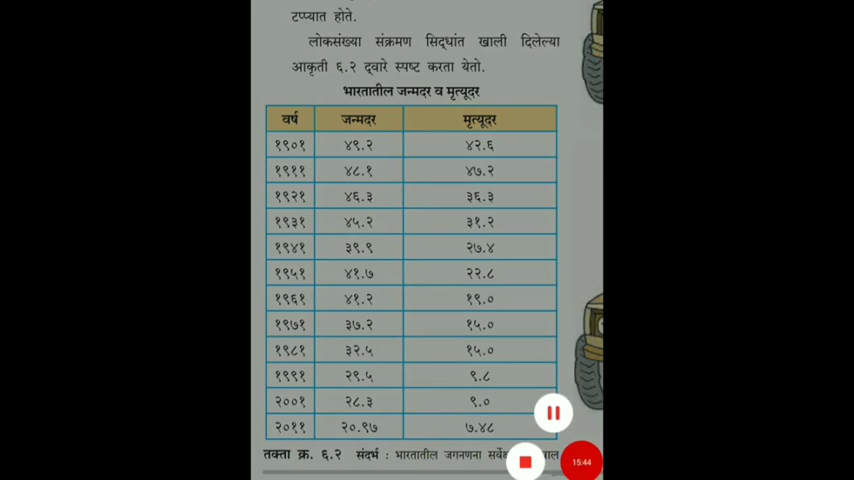 टप्प्यात होते.
लोकसंख्या संक्रमण सिद्धांत खाली दिलेल्या
आकृती ६.२ द्वारे स्पष्ट करता येतो.
भारतातील जन्मदर व मृत्यूदर
वर्ष जन्मदर मृत्यूदर
१९०१ ४९.२ ४२.६
१९११ ४८.१ ४७.२
१९२१ ४६.३ ३६.३
१९३१ ४५.२ ३१.२
१९४१ ३९.९ २७.४
१९५१ ४१.७ २२.८
१९६१ ४१.२ १९.०
१९७१ ३७.२ १५.०
१९८१ ३२.५ १५.०
१९९१ २९.५ ९.८
२००१ २८.३ ९.०
२०११ २०.९७ ७.४८
तक्ता क्र. ६.२ संदर्भ : भारतातील जगनणना
15:44